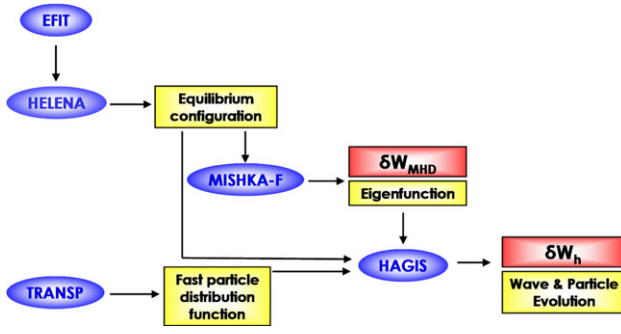 EFIT
HELENA
Equilibrium
configuration
MISHKA-F
δW_MHD
Eigenfunction
HAGIS
δW_h
Wave & Particle
Evolution
TRANSP
Fast particle
distribution
function